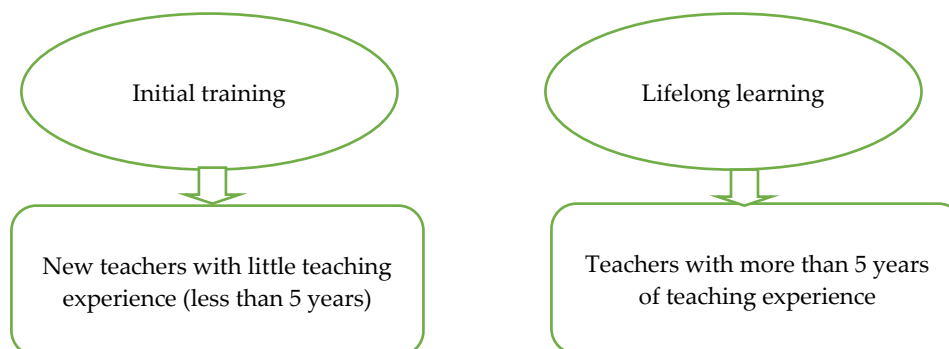 Initial training
Lifelong learning
New teachers with little teaching
experience (less than 5 years)
Teachers with more than 5 years
of teaching experience